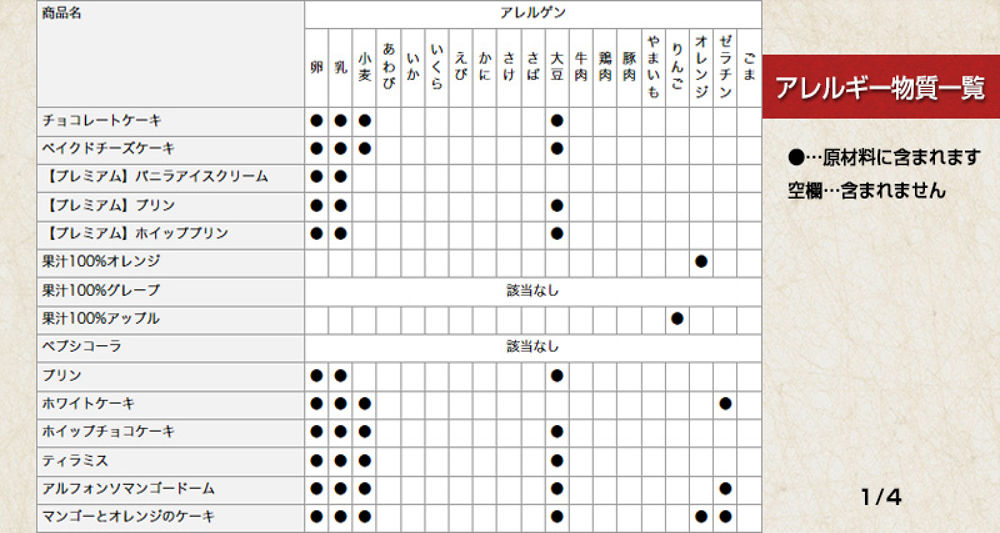 商品名 アレルゲン
卵 乳 小麦 あわび いか いくら えび かに さけ さば 大豆 牛肉 鶏肉 豚肉 やまいも りんご オレンジ ゼラチン ごま
チョコレートケーキ ● ● ● ●
ベイクドチーズケーキ ● ● ● ●
【プレミアム】バニラアイスクリーム ● ●
【プレミアム】プリン ● ● ●
【プレミアム】ホイッププリン ● ● ●
果汁100%オレンジ ●
果汁100%グレープ 該当なし
果汁100%アップル ●
ペプシコーラ 該当なし
プリン ● ● ●
ホワイトケーキ ● ● ● ●
ホイップチョコケーキ ● ● ● ●
ティラミス ● ● ● ●
アルフォンソマンゴードーム ● ● ● ● ●
マンゴーとオレンジのケーキ ● ● ● ● ● ●
アレルギー物質一覧
●…原材料に含まれます
空欄…含まれません
1/4